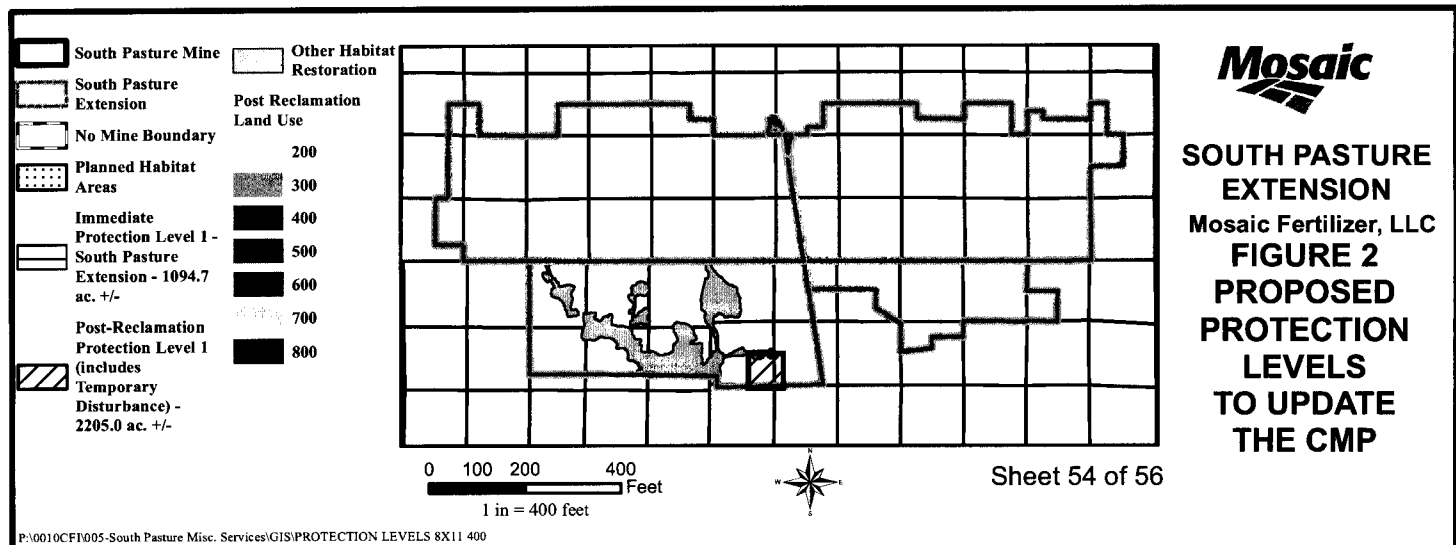 South Pasture Mine
South Pasture
Extension
No Mine Boundary
Planned Habitat
Areas
Immediate
Protection Level 1 -
South Pasture
Extension - 1094.7
ac. +/-
Post-Reclamation
Protection Level 1
(includes
Temporary
Disturbance) -
2205.0 ac. +/-
Other Habitat
Restoration
Post Reclamation
Land Use
200
300
400
500
600
700
800
0 100 200 400
Feet
1 in = 400 feet
N
W E
S
Sheet 54 of 56
Mosaic
SOUTH PASTURE
EXTENSION
Mosaic Fertilizer, LLC
FIGURE 2
PROPOSED
PROTECTION
LEVELS
TO UPDATE
THE CMP
P:\0010CFI\005-South Pasture Misc. Services\GIS\PROTECTION LEVELS 8X11 400